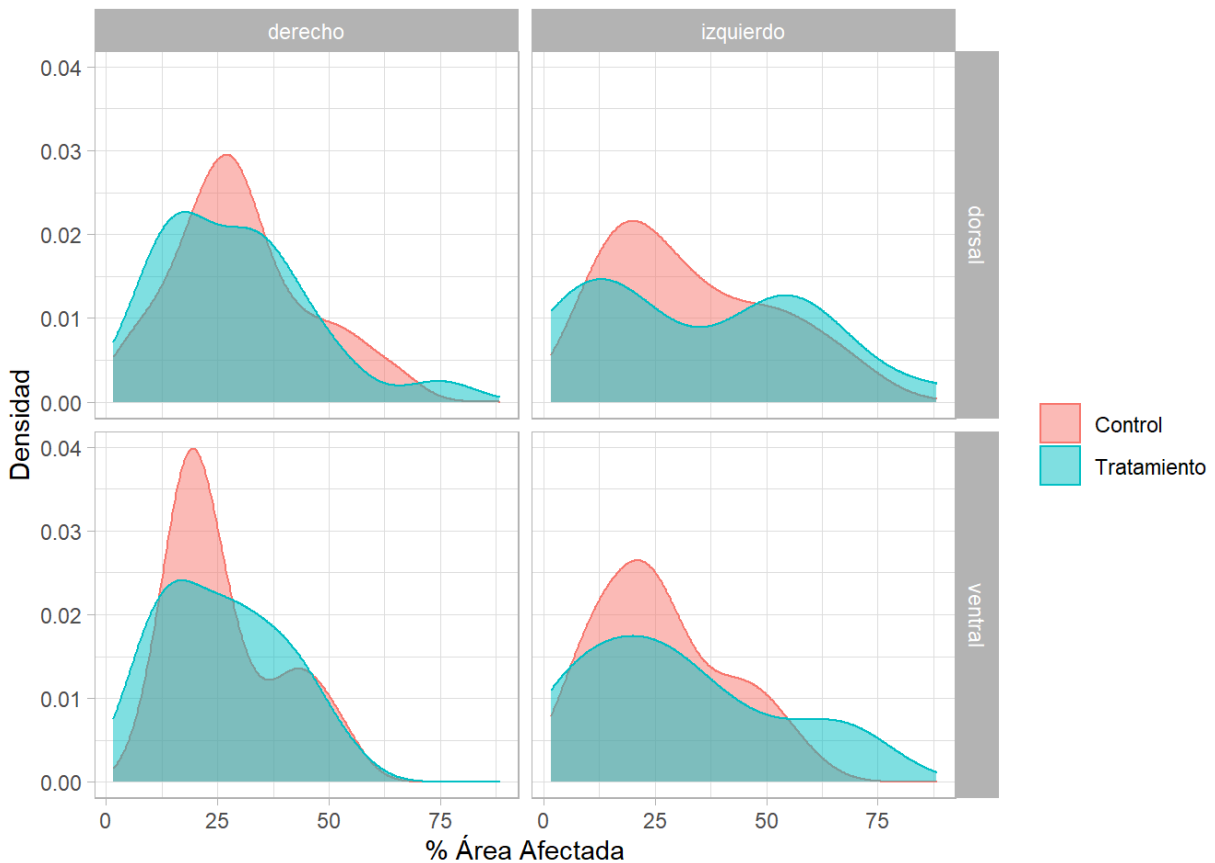 derecho
izquierdo
0.04
0.03
0.02
0.01
0.00
dorsal
Densidad
Control
Tratamiento
0.04
0.03
0.02
0.01
0.00
ventral
0
25
50
75
0
25
50
75
% Área Afectada